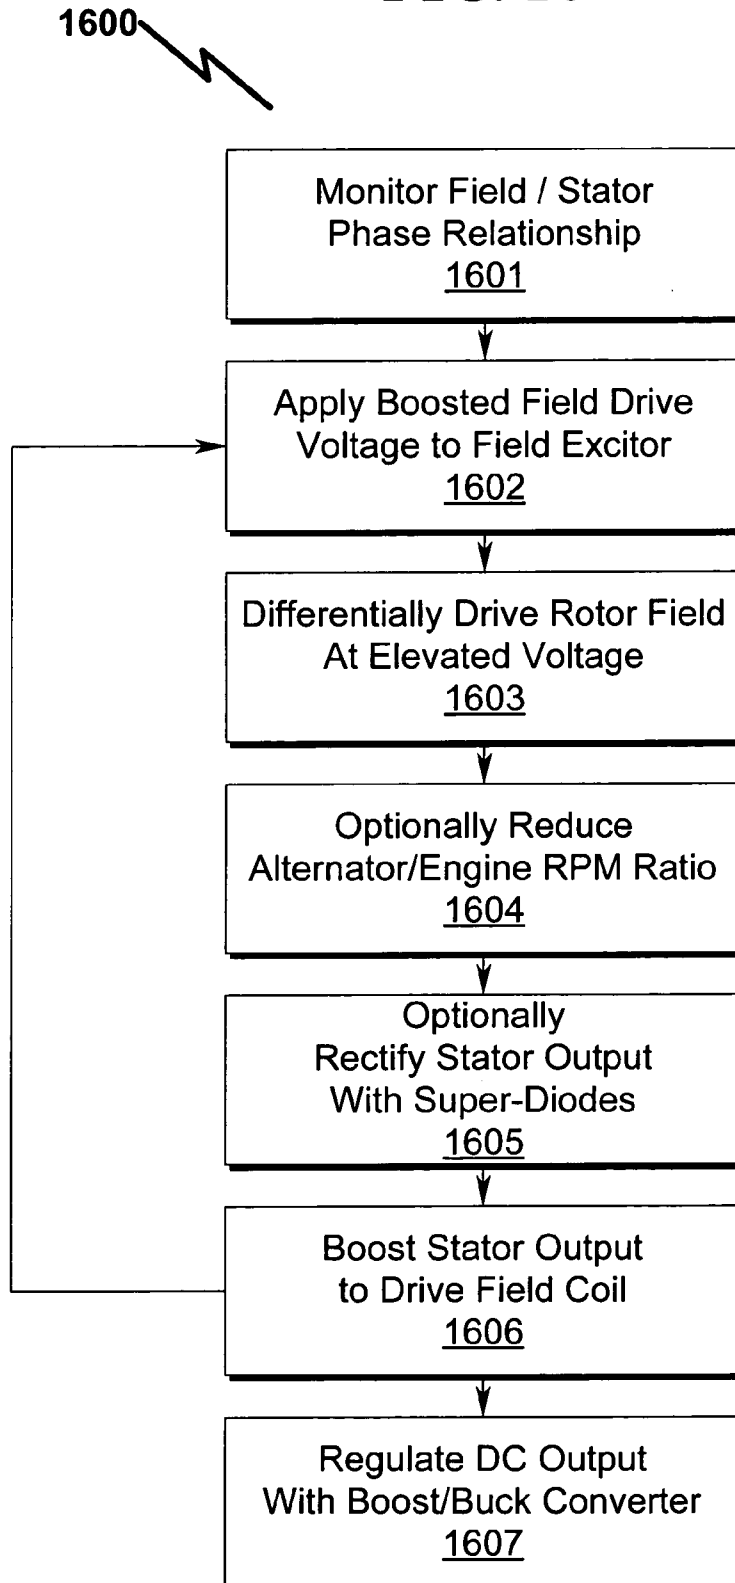 1600
Monitor Field / Stator
Phase Relationship
1601
Apply Boosted Field Drive
Voltage to Field Excitor
1602
Differentially Drive Rotor Field
At Elevated Voltage
1603
Optionally Reduce
Alternator/Engine RPM Ratio
1604
Optionally
Rectify Stator Output
With Super-Diodes
1605
Boost Stator Output
to Drive Field Coil
1606
Regulate DC Output
With Boost/Buck Converter
1607